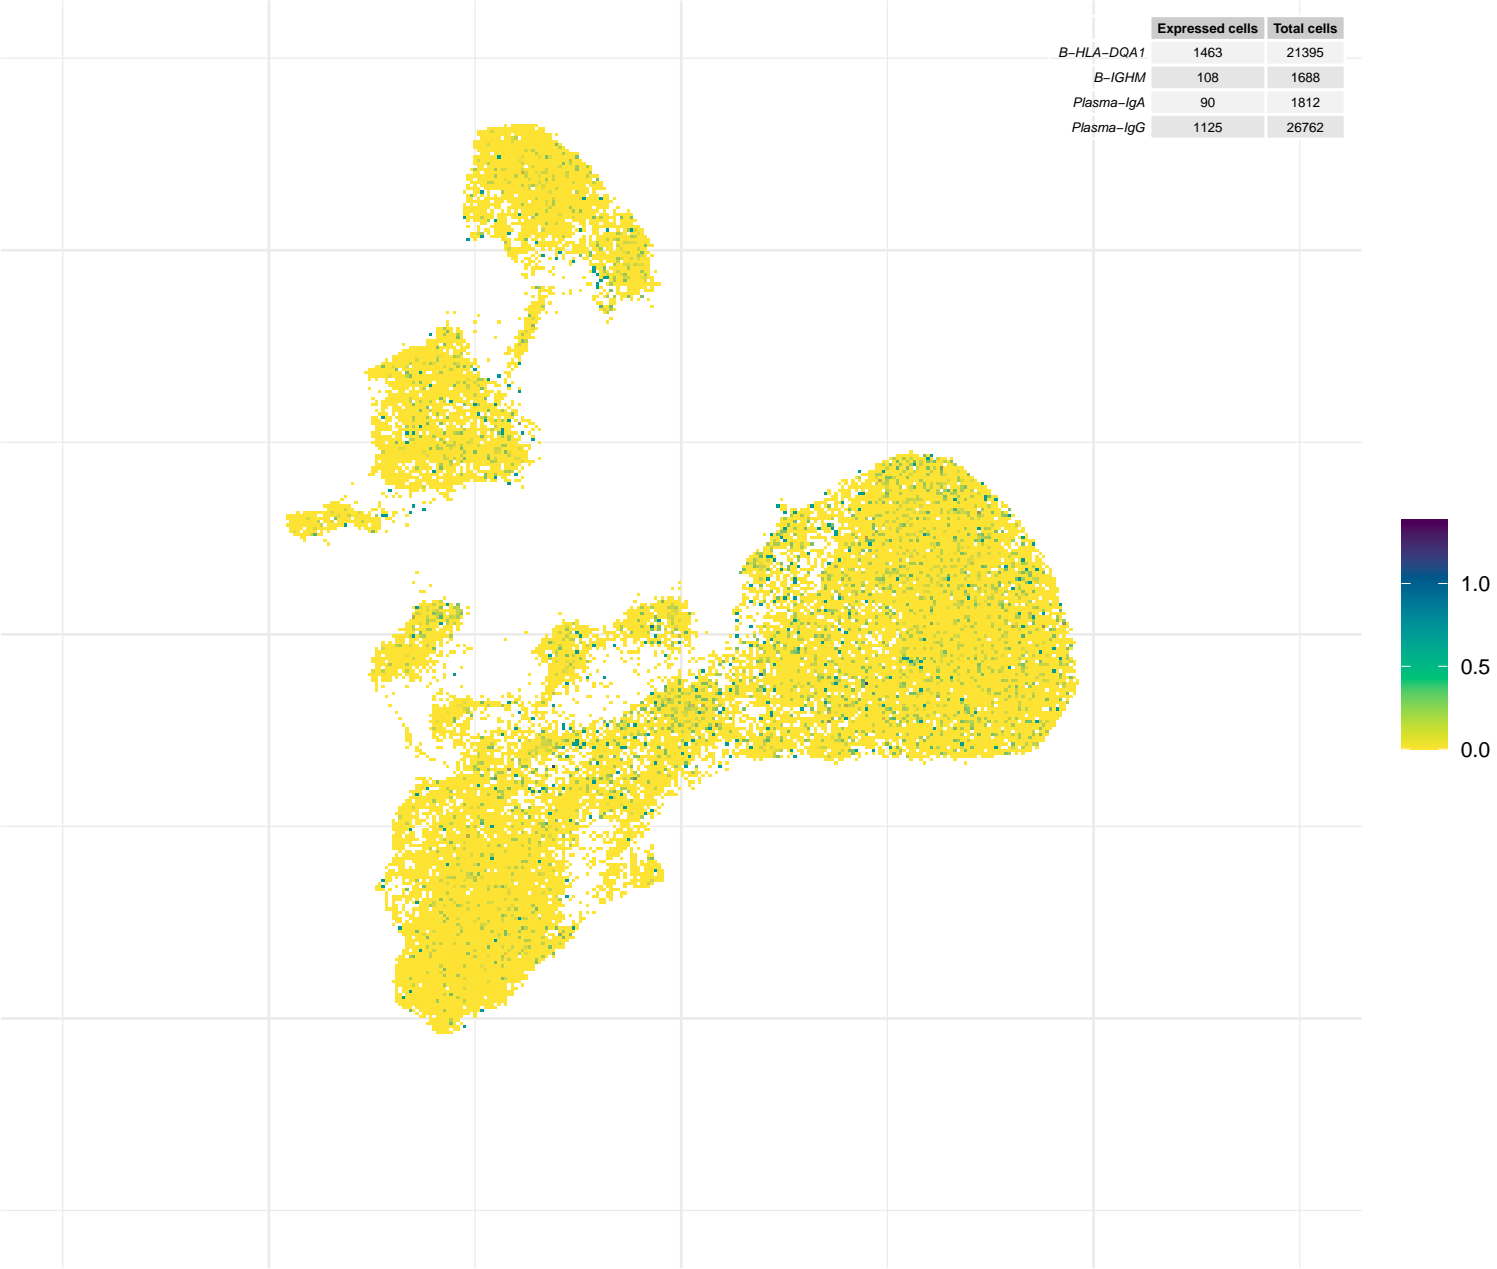 Expressed cells Total cells
B−HLA−DQA1 1463 21395
B−IGHM 108 1688
Plasma−IgA 90 1812
Plasma−IgG 1125 26762
1.0
0.5
0.0